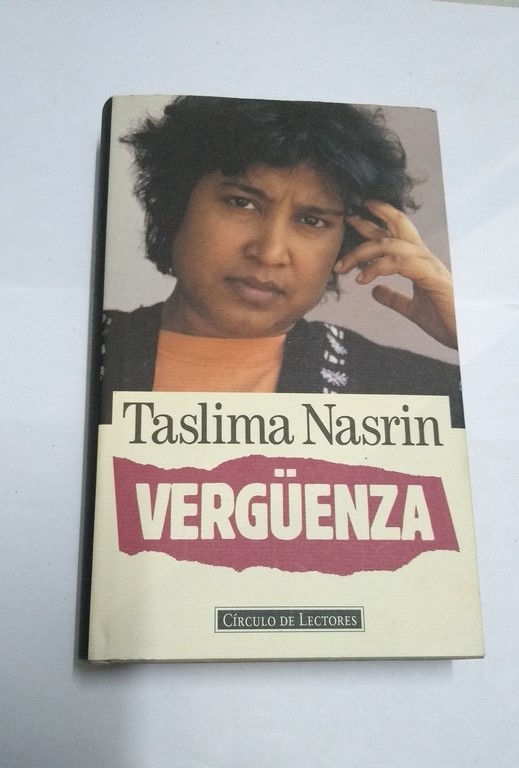 Taslima Nasrin
VERGÜENZA
CÍRCULO DE LECTORES